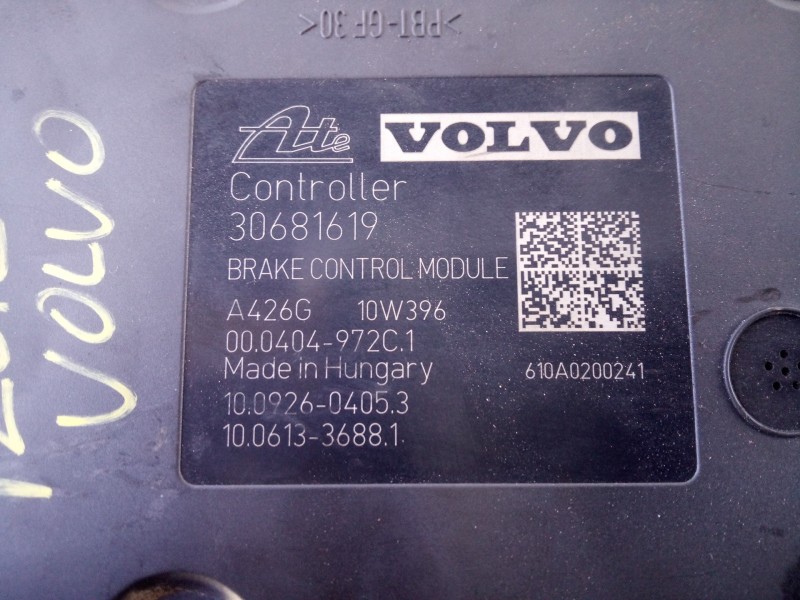 >PBT-GF 30<
Ate VOLVO
Controller
30681619
BRAKE CONTROL MODULE
A426G 10W396
00.0404-972C.1
Made in Hungary
610A0200241
10.0926-0405.3
10.0613-3688.1
VOLVO